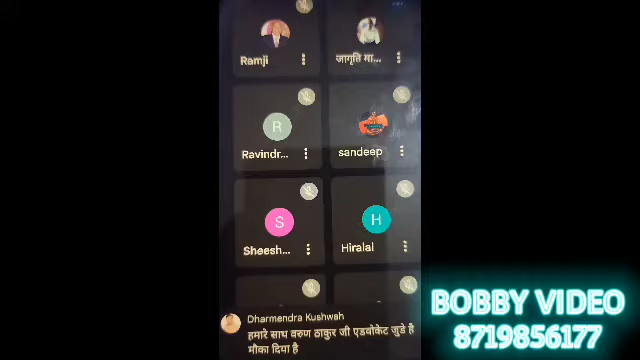 Ramji
जागृति मा...
R
Ravindr...
sandeep
S
Sheesh...
H
Hiralal
Dharmendra Kushwah
हमारे साथ वरुण ठाकुर जी एडवोकेट जुडे है
मौका दिया है
BOBBY VIDEO
8719856177